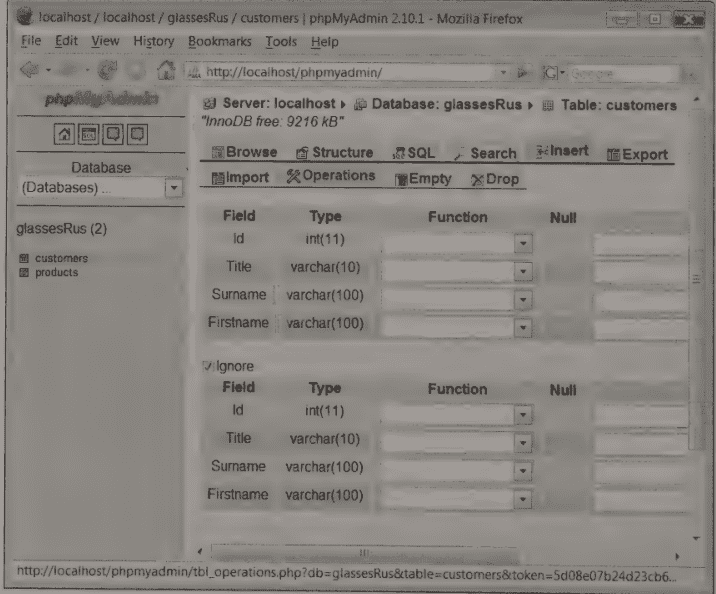 localhost / localhost / glassesRus / customers | phpMyAdmin 2.10.1 - Mozilla Firefox
File Edit View History Bookmarks Tools Help
http://localhost/phpmyadmin/
phpMyAdmin
Server: localhost Database: glassesRus Table: customers
"InnoDB free: 9216 kB"
Browse Structure SQL Search Insert Export
Import Operations Empty Drop
Database
(Databases) ...
glassesRus (2)
customers
products
Field Type Function Null
Id int(11)
Title varchar(10)
Surname varchar(100)
Firstname varchar(100)
Ignore
Field Type Function Null
Id int(11)
Title varchar(10)
Surname varchar(100)
Firstname varchar(100)
http://localhost/phpmyadmin/tbl_operations.php?db=glassesRus&table=customers&token=5d08e07b24d23cb6...